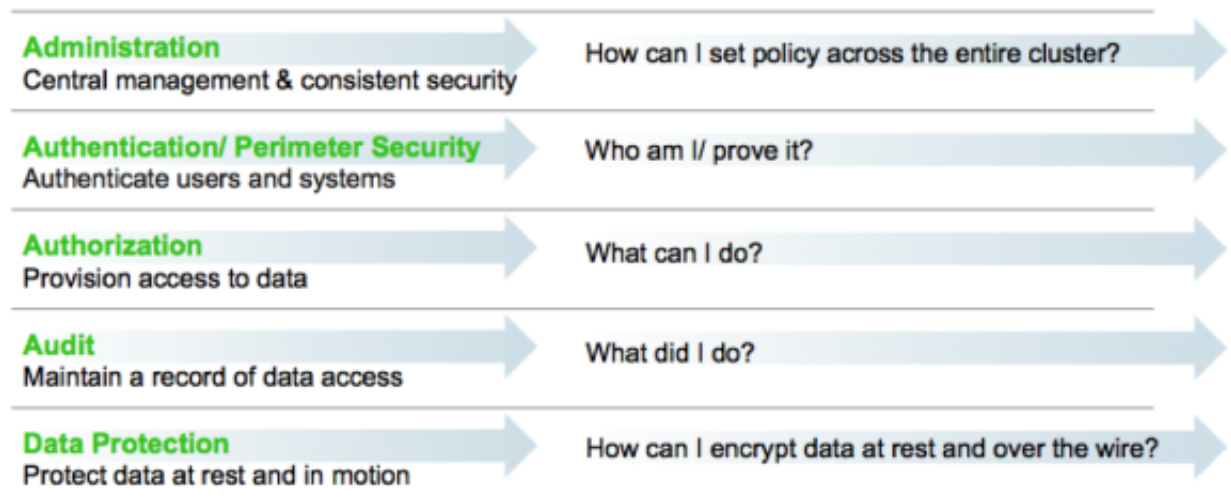 Administration
Central management & consistent security
How can I set policy across the entire cluster?
Authentication/ Perimeter Security
Authenticate users and systems
Who am I/ prove it?
Authorization
Provision access to data
What can I do?
Audit
Maintain a record of data access
What did I do?
Data Protection
Protect data at rest and in motion
How can I encrypt data at rest and over the wire?